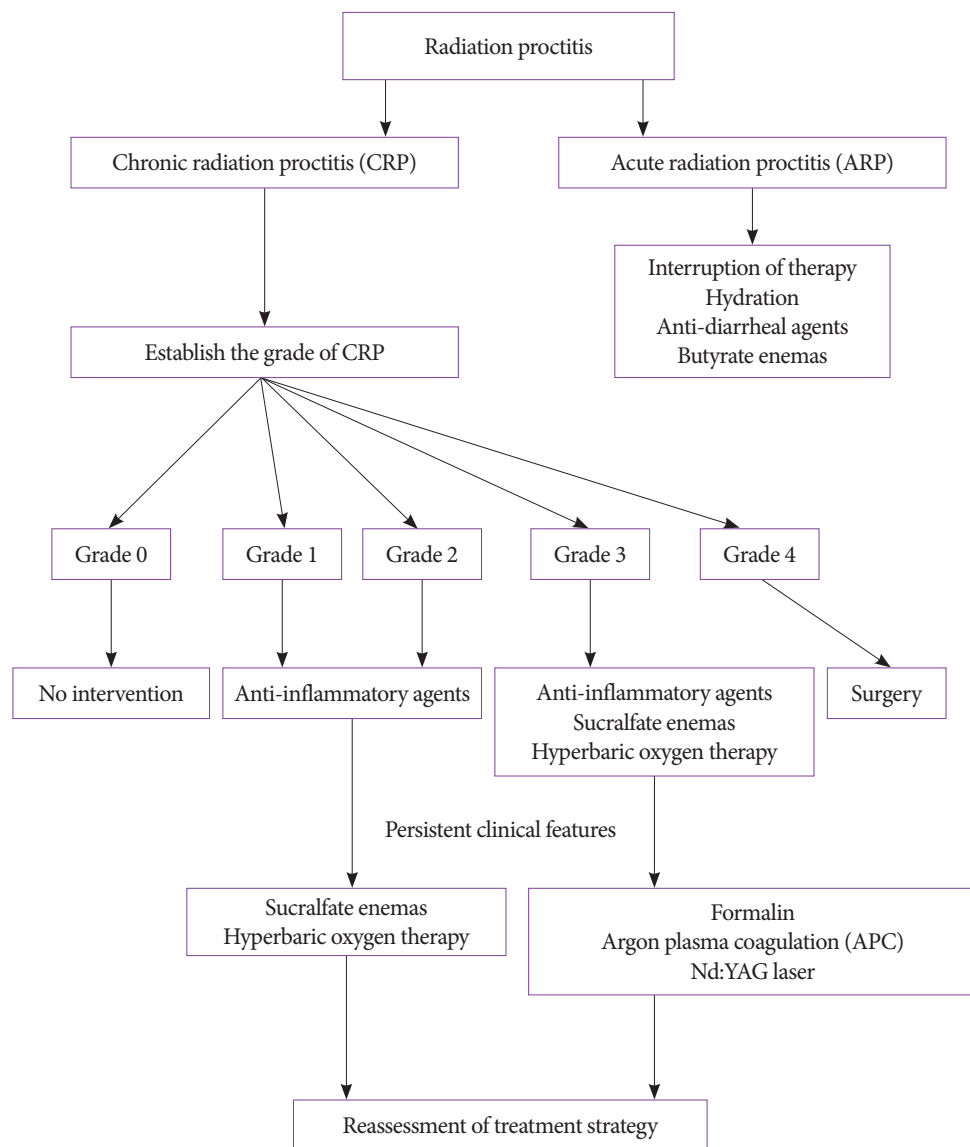 Radiation proctitis
Chronic radiation proctitis (CRP)
Acute radiation proctitis (ARP)
Interruption of therapy
Hydration
Anti-diarrheal agents
Butyrate enemas
Establish the grade of CRP
Grade 0
Grade 1
Grade 2
Grade 3
Grade 4
No intervention
Anti-inflammatory agents
Anti-inflammatory agents
Sucralfate enemas
Hyperbaric oxygen therapy
Surgery
Persistent clinical features
Sucralfate enemas
Hyperbaric oxygen therapy
Formalin
Argon plasma coagulation (APC)
Nd:YAG laser
Reassessment of treatment strategy